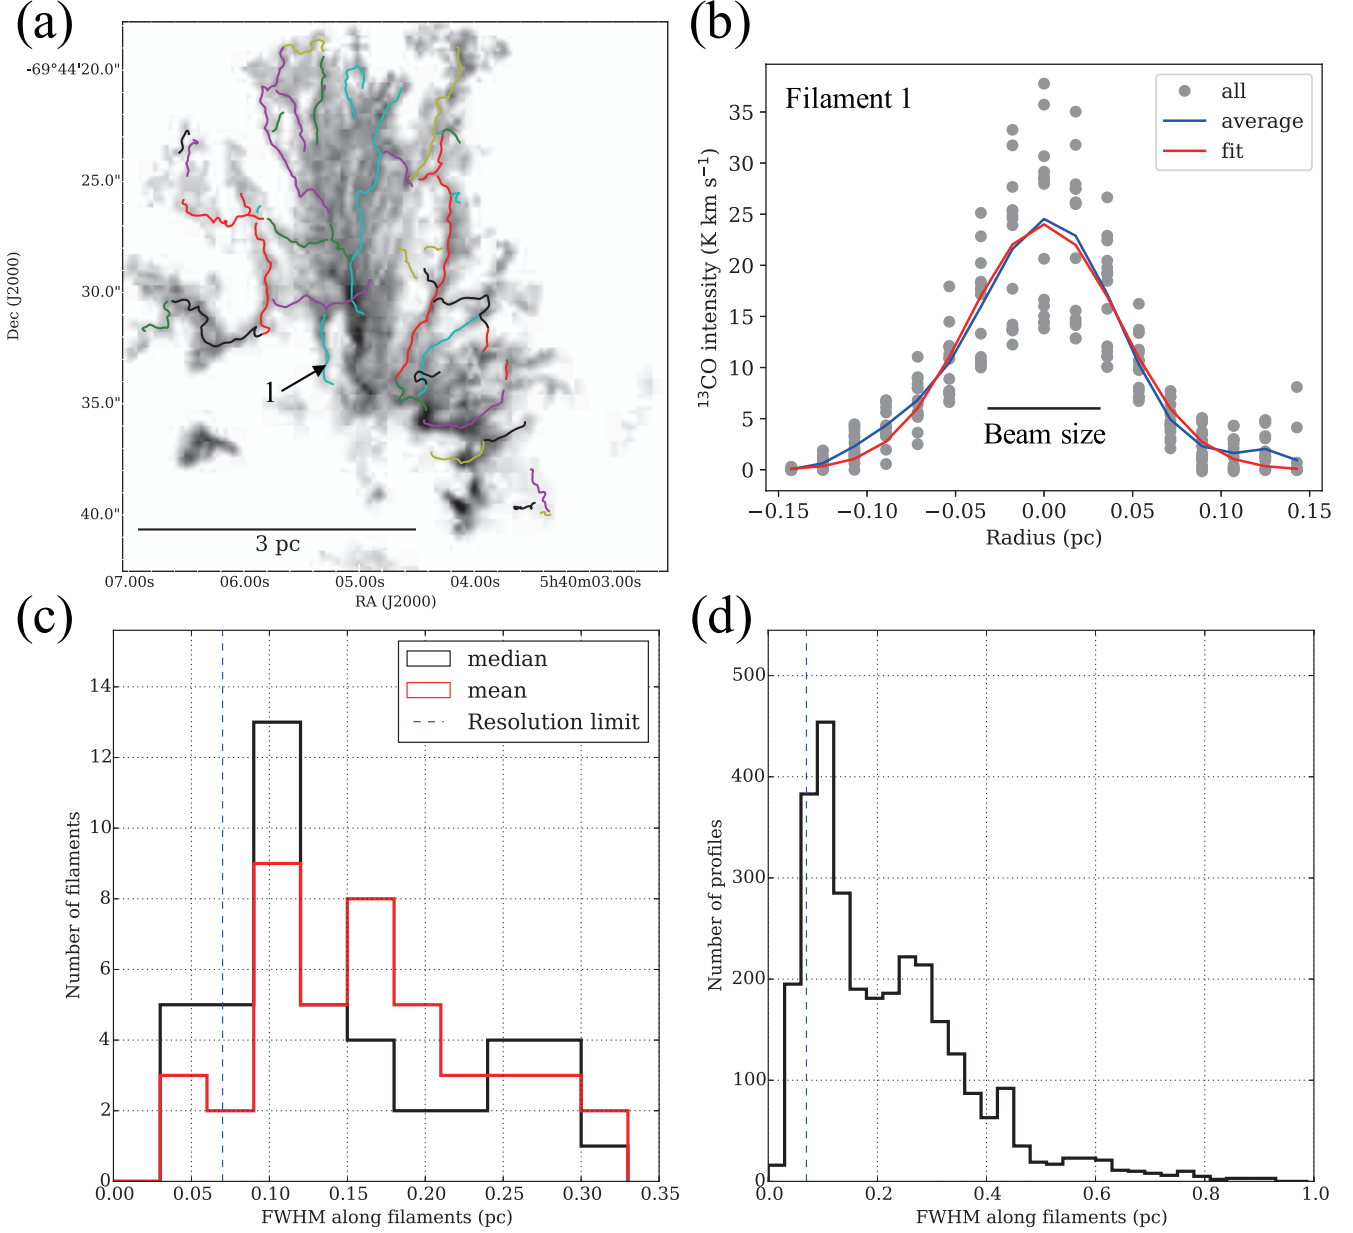 (a)
-69°44'20.0"
25.0"
30.0"
35.0"
40.0"
Dec (J2000)
1
3 pc
07.00s 06.00s 05.00s 04.00s 5h40m03.00s
RA (J2000)
(b)
Filament 1
all
average
fit
35
30
25
20
15
10
5
0
¹³CO intensity (K km s⁻¹)
Beam size
−0.15 −0.10 −0.05 0.00 0.05 0.10 0.15
Radius (pc)
(c)
median
mean
Resolution limit
14
12
10
8
6
4
2
0
Number of filaments
0.00 0.05 0.10 0.15 0.20 0.25 0.30 0.35
FWHM along filaments (pc)
(d)
500
400
300
200
100
0
Number of profiles
0.0 0.2 0.4 0.6 0.8 1.0
FWHM along filaments (pc)